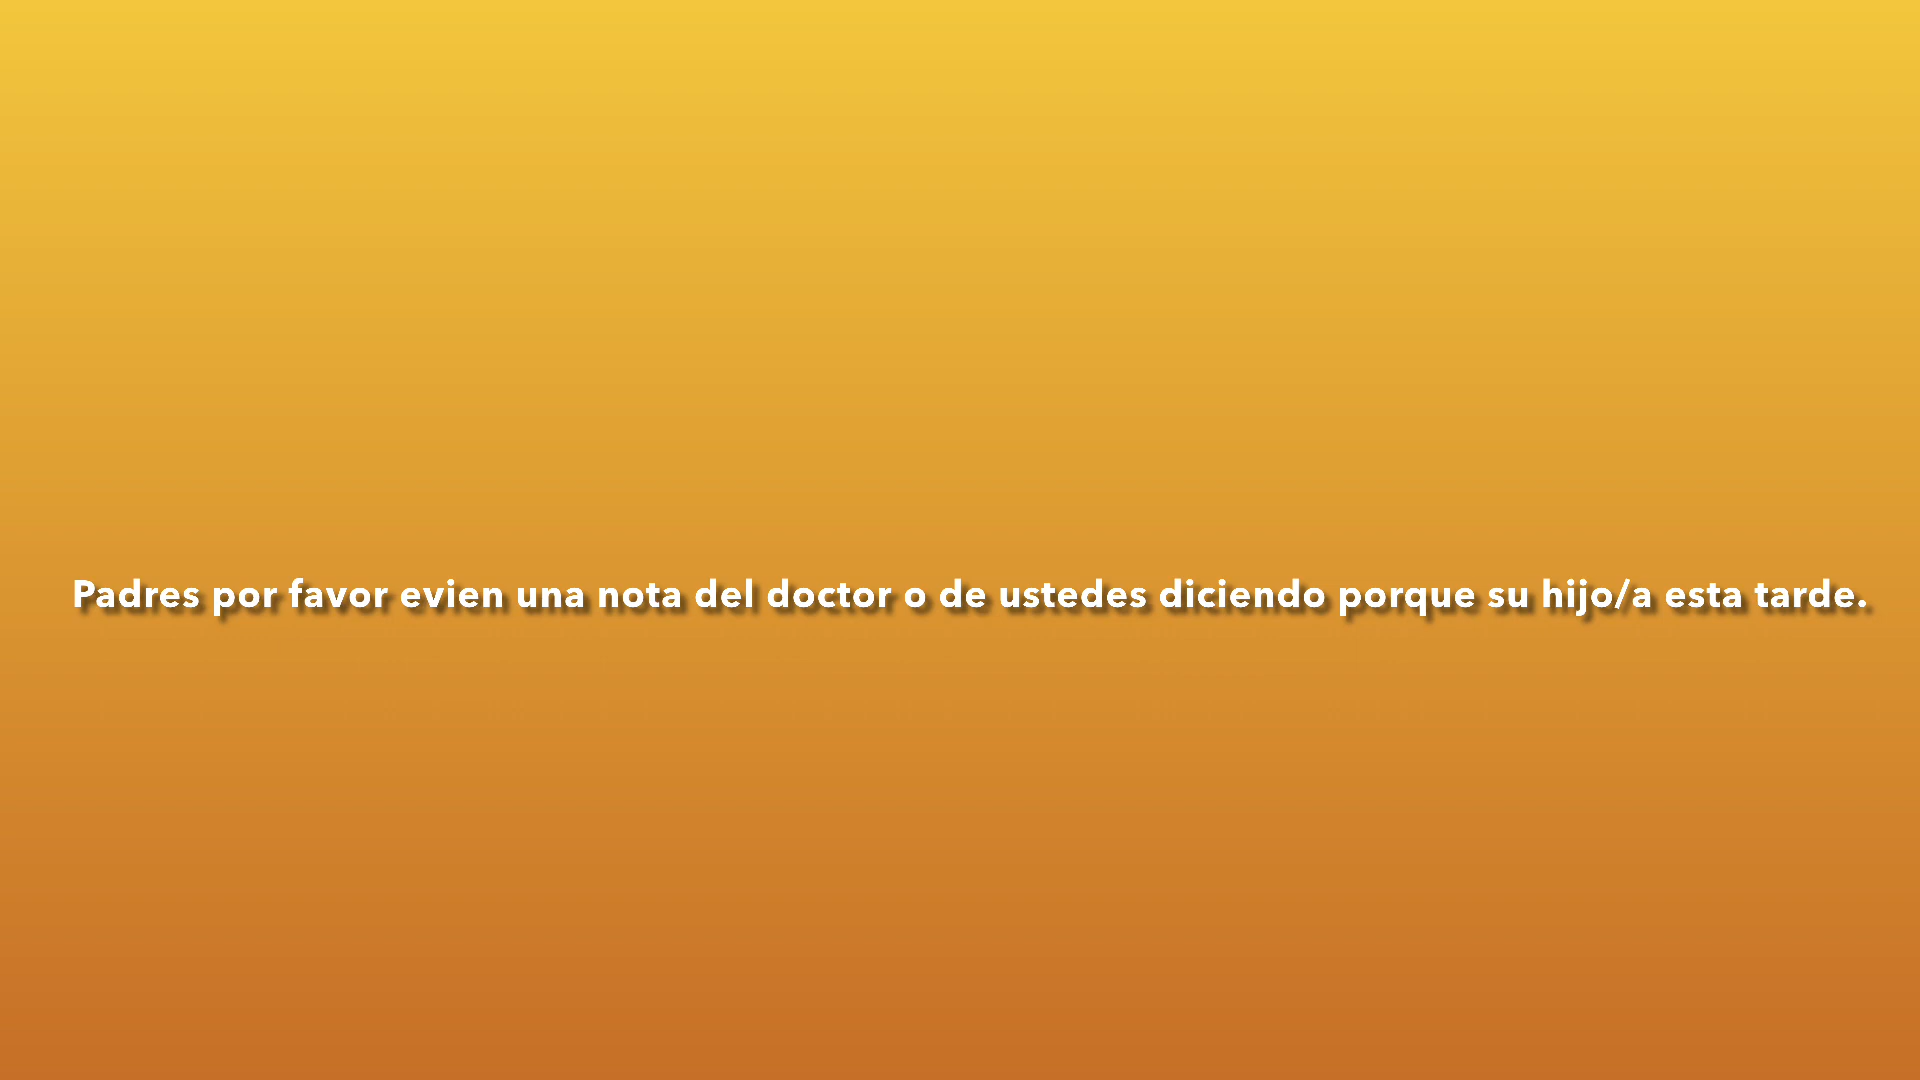 Padres por favor evien una nota del doctor o de ustedes diciendo porque su hijo/a esta tarde.